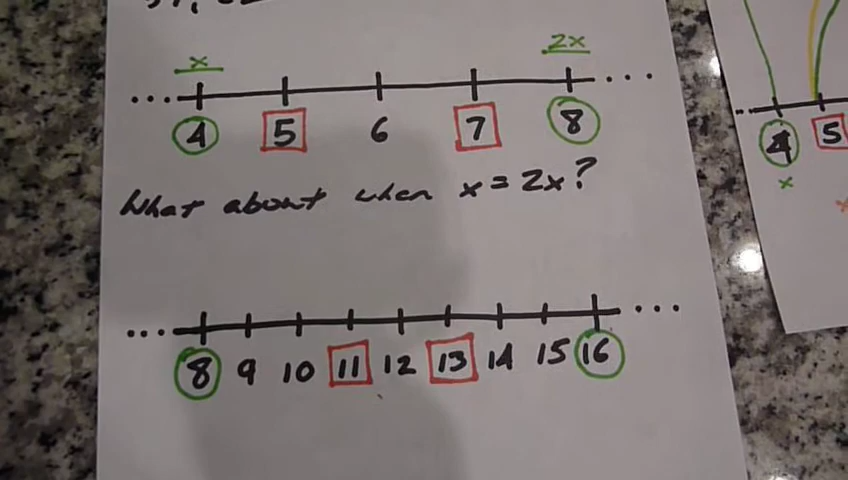 x 2x
4 5 6 7 8
What about when x = 2x?
8 9 10 11 12 13 14 15 16
4 5
x